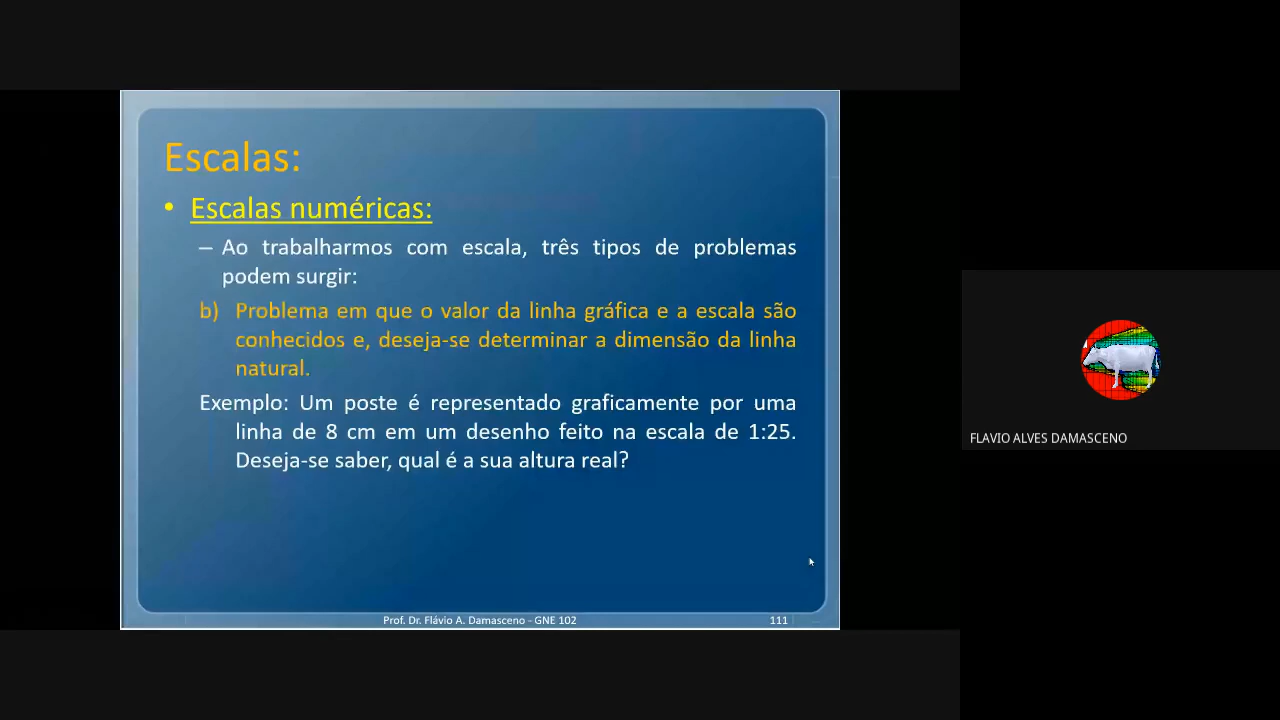 Escalas:
• Escalas numéricas:
– Ao trabalharmos com escala, três tipos de problemas
podem surgir:
b) Problema em que o valor da linha gráfica e a escala são
conhecidos e, deseja-se determinar a dimensão da linha
natural.
Exemplo: Um poste é representado graficamente por uma
linha de 8 cm em um desenho feito na escala de 1:25.
Deseja-se saber, qual é a sua altura real?
Prof. Dr. Flávio A. Damasceno - GNE 102
111
FLAVIO ALVES DAMASCENO